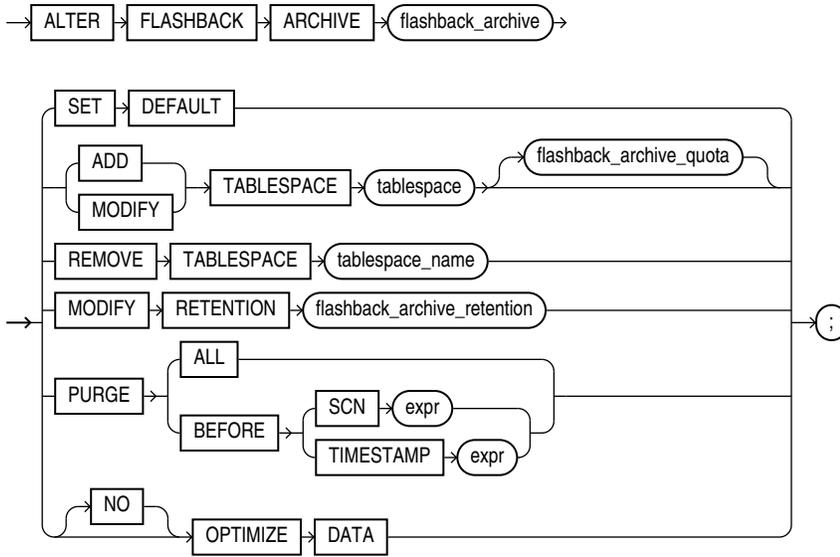 ALTER FLASHBACK ARCHIVE flashback_archive
SET DEFAULT
flashback_archive_quota
ADD
TABLESPACE tablespace
MODIFY
REMOVE TABLESPACE tablespace_name
MODIFY RETENTION flashback_archive_retention
;
ALL
PURGE
SCN expr
BEFORE
TIMESTAMP expr
NO
OPTIMIZE DATA